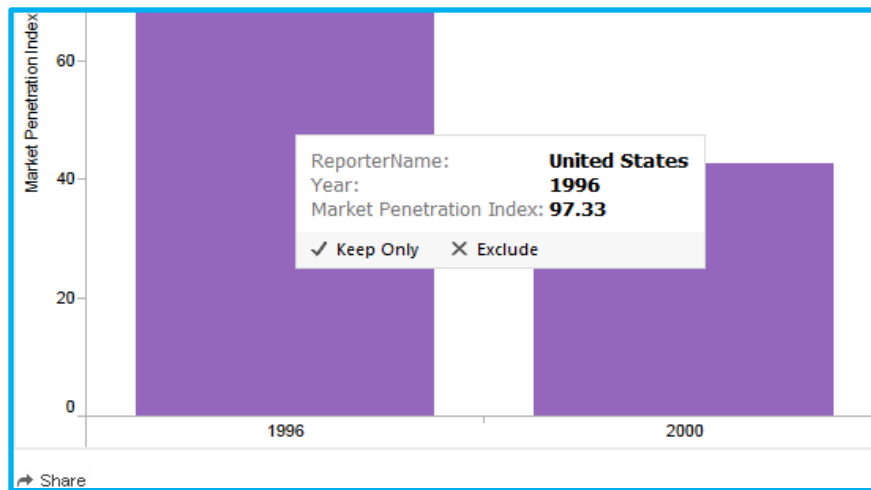 Market Penetration Index
60
40
20
0
ReporterName: United States
Year: 1996
Market Penetration Index: 97.33
Keep Only Exclude
1996 2000
Share